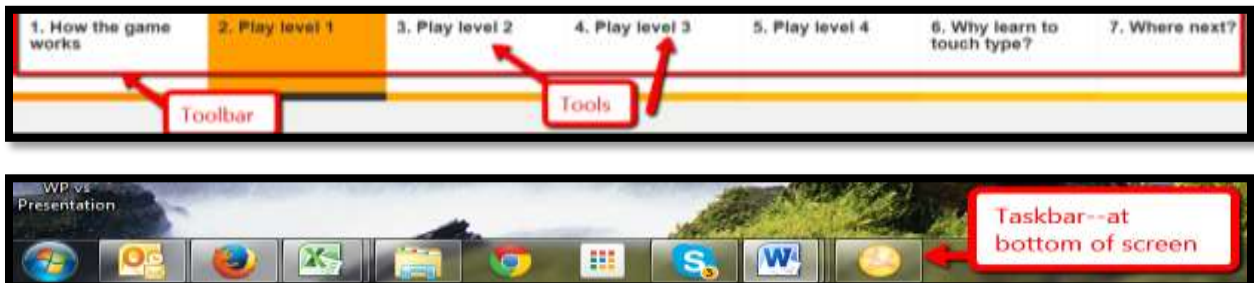 1. How the game
works
2. Play level 1
3. Play level 2
4. Play level 3
5. Play level 4
6. Why learn to
touch type?
7. Where next?
Toolbar
Tools
WP vs
Presentation
Taskbar--at
bottom of screen
S
3
W